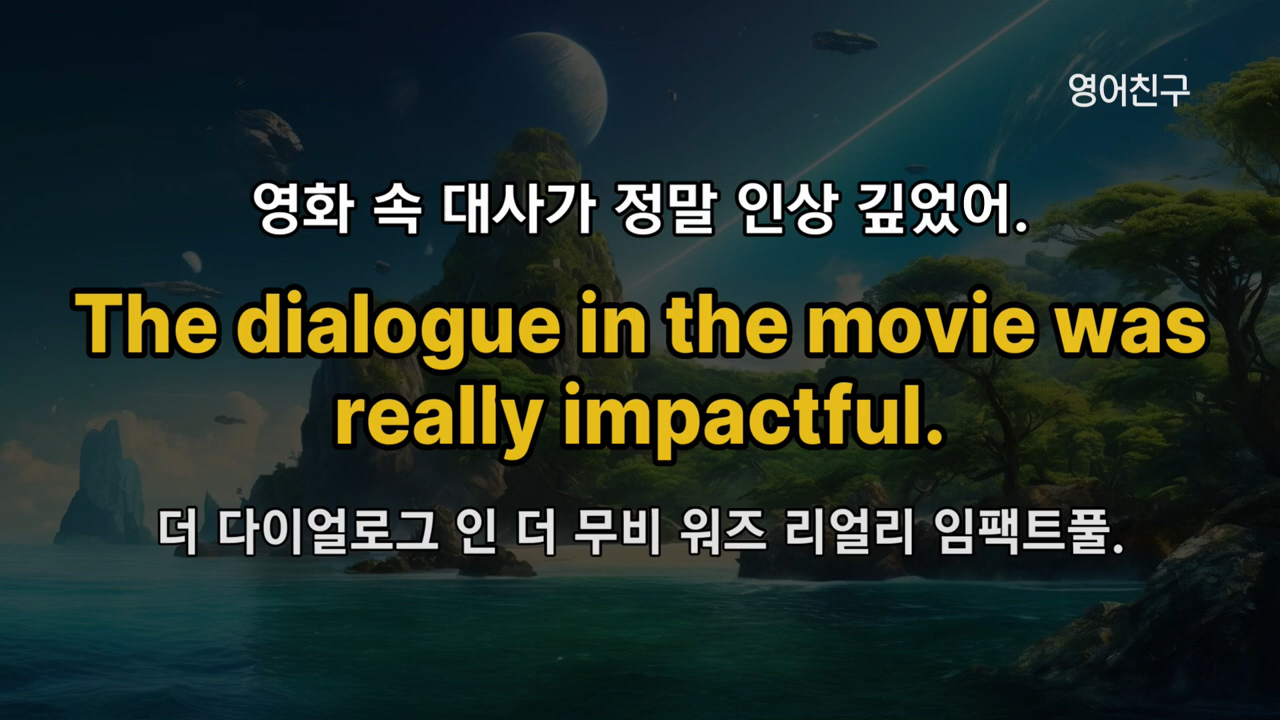 영어친구
영화 속 대사가 정말 인상 깊었어.
The dialogue in the movie was
really impactful.
더 다이얼로그 인 더 무비 워즈 리얼리 임팩트풀.